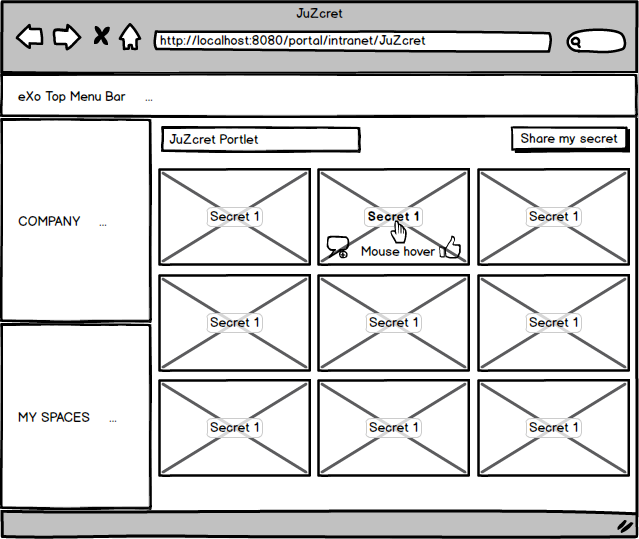 JuZcret
http://localhost:8080/portal/intranet/JuZcret
eXo Top Menu Bar ...
JuZcret Portlet
Share my secret
COMPANY ...
Secret 1
Secret 1
Secret 1
Mouse hover
Secret 1
Secret 1
Secret 1
MY SPACES ...
Secret 1
Secret 1
Secret 1